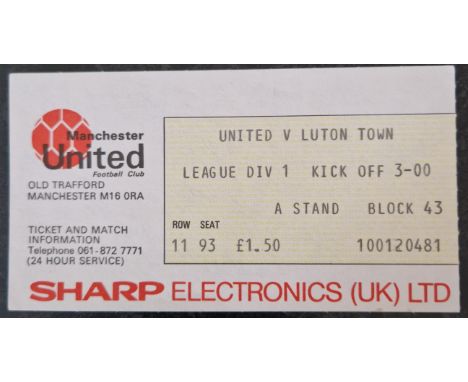 Manchester
United
Football Club
OLD TRAFFORD
MANCHESTER M16 0RA
TICKET AND MATCH
INFORMATION
Telephone 061-872 7771
(24 HOUR SERVICE)
UNITED V LUTON TOWN
LEAGUE DIV 1 KICK OFF 3-00
A STAND BLOCK 43
ROW SEAT
11 93 £1.50 100120481
SHARP ELECTRONICS (UK) LTD